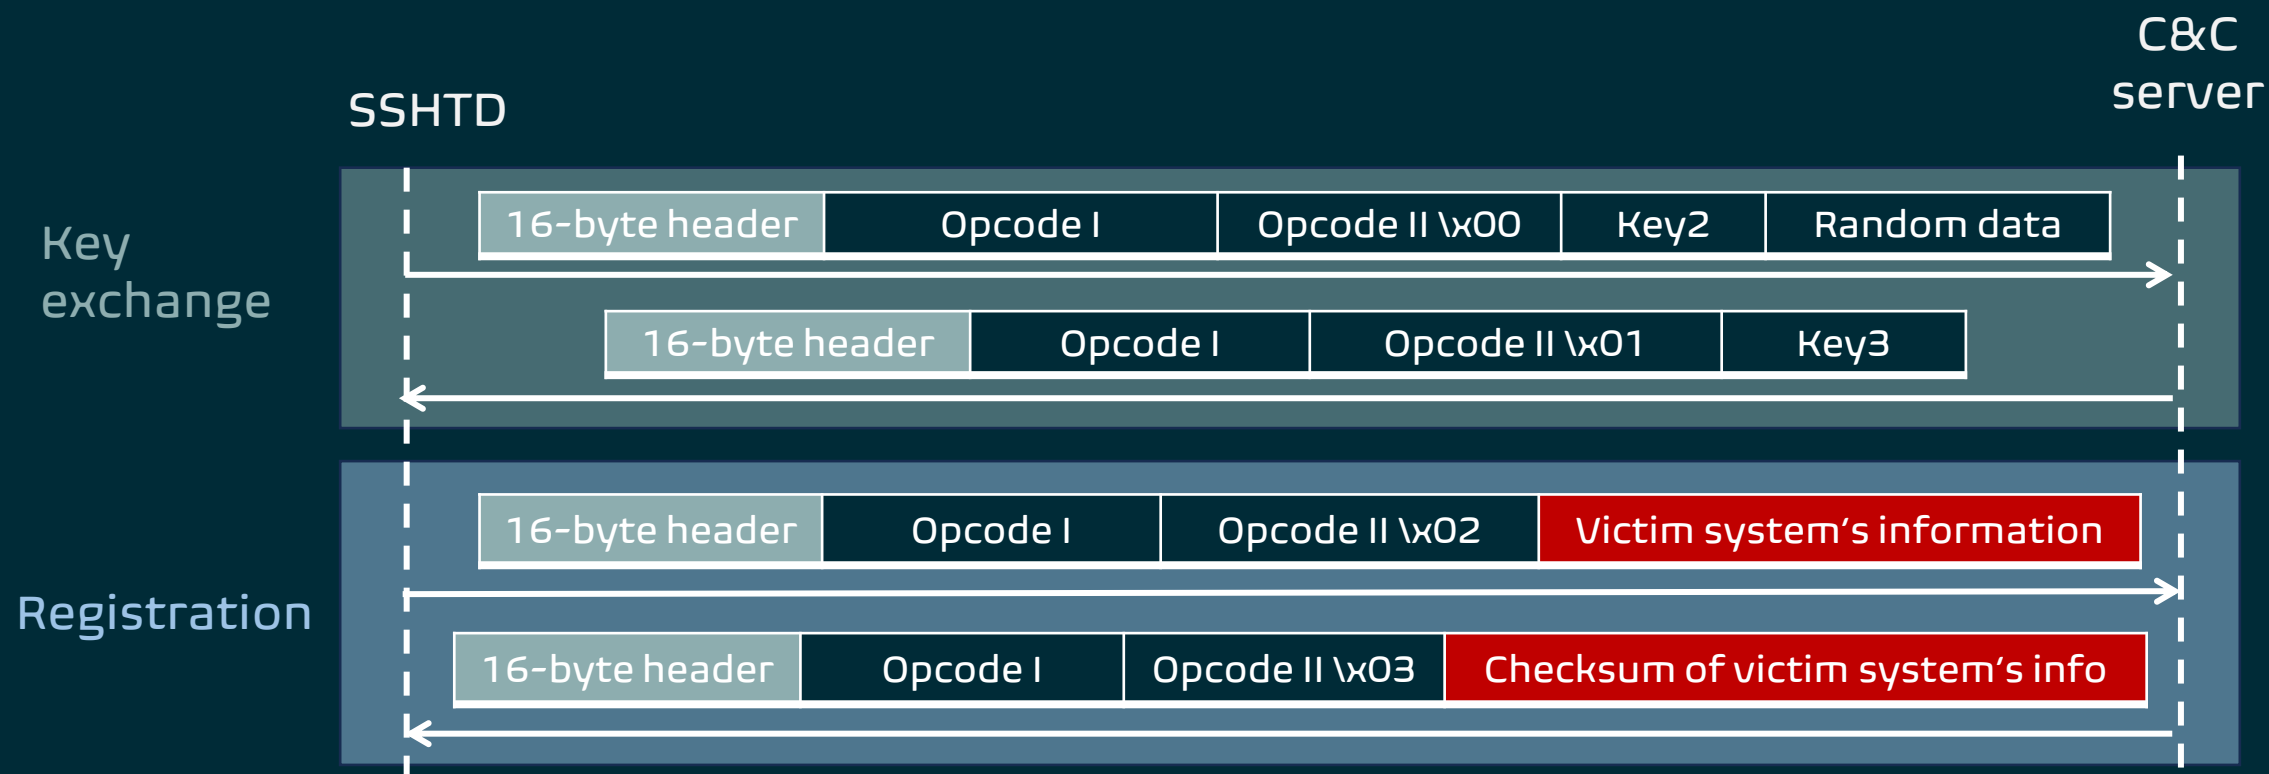 C&C
server
SSHTD
Key
exchange
16-byte header Opcode I Opcode II \x00 Key2 Random data
16-byte header Opcode I Opcode II \x01 Key3
Registration
16-byte header Opcode I Opcode II \x02 Victim system's information
16-byte header Opcode I Opcode II \x03 Checksum of victim system's info